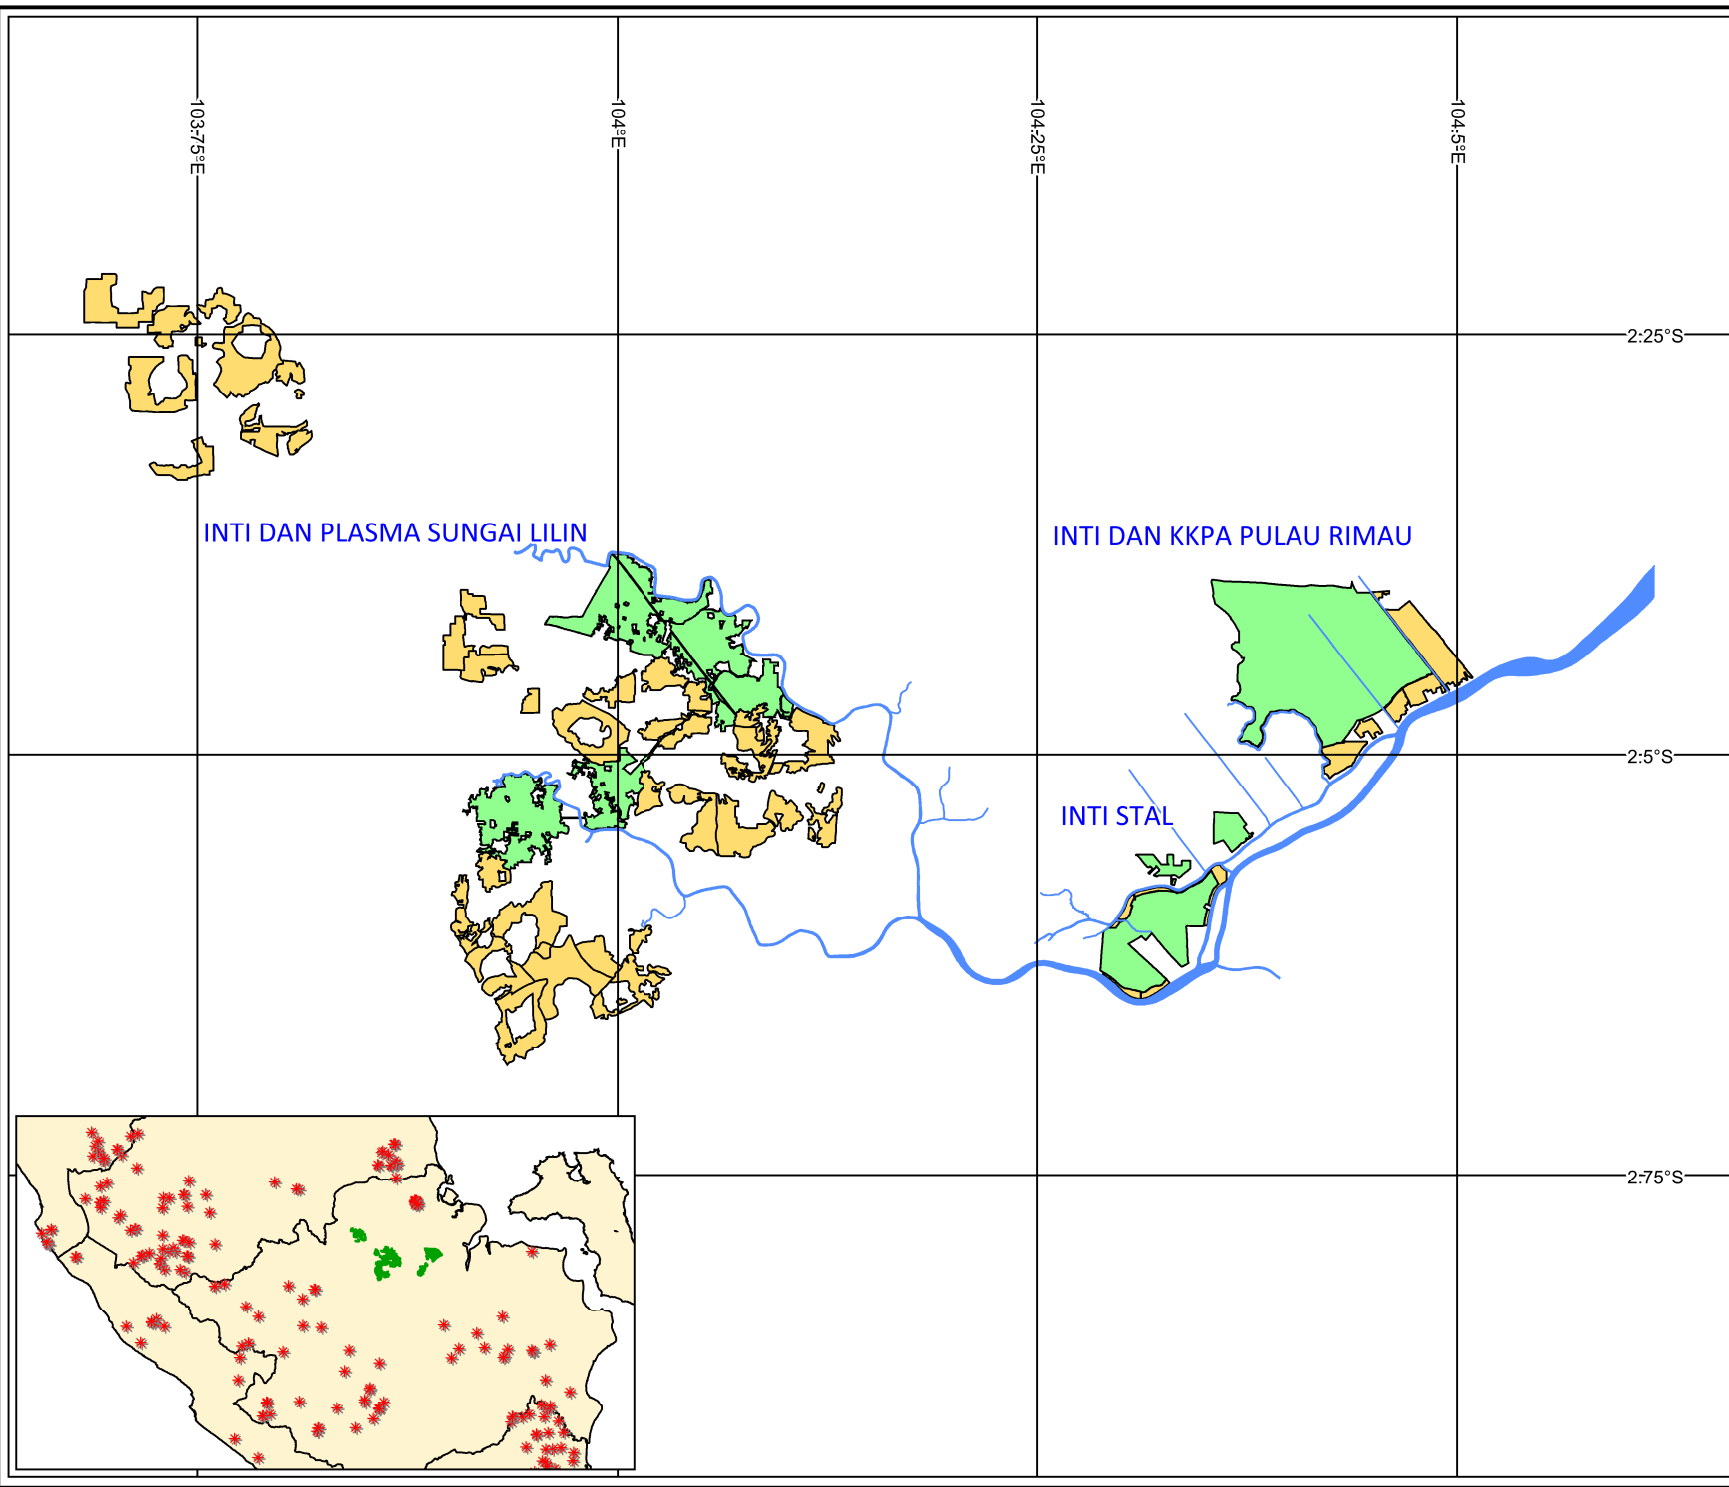 103.75°E
104°E
104.25°E
104.5°E
2.25°S
INTI DAN PLASMA SUNGAI LILIN
INTI DAN KKPA PULAU RIMAU
2.5°S
INTI STAL
2.75°S